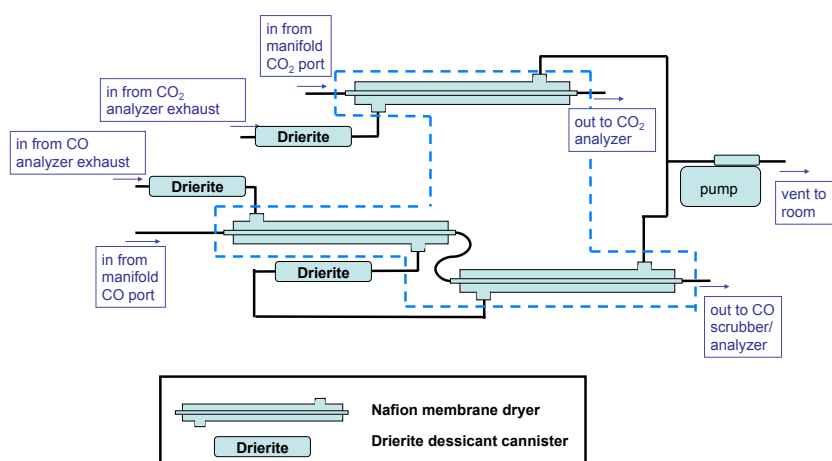 in from
manifold
CO₂ port
in from CO₂
analyzer exhaust
in from CO
analyzer exhaust
Drierite
out to CO₂
analyzer
Drierite
pump
vent to
room
in from
manifold
CO port
Drierite
out to CO
scrubber/
analyzer
Nafion membrane dryer
Drierite
Drierite dessicant cannister